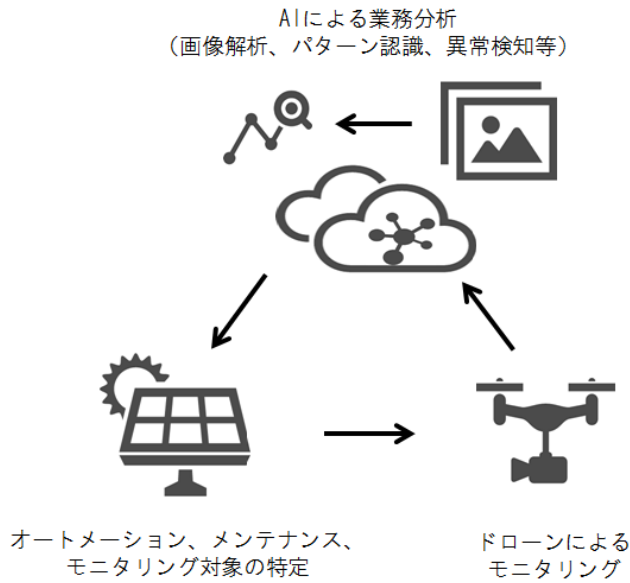 AIによる業務分析
(画像解析、パターン認識、異常検知等)
オートメーション、メンテナンス、
モニタリング対象の特定
ドローンによる
モニタリング